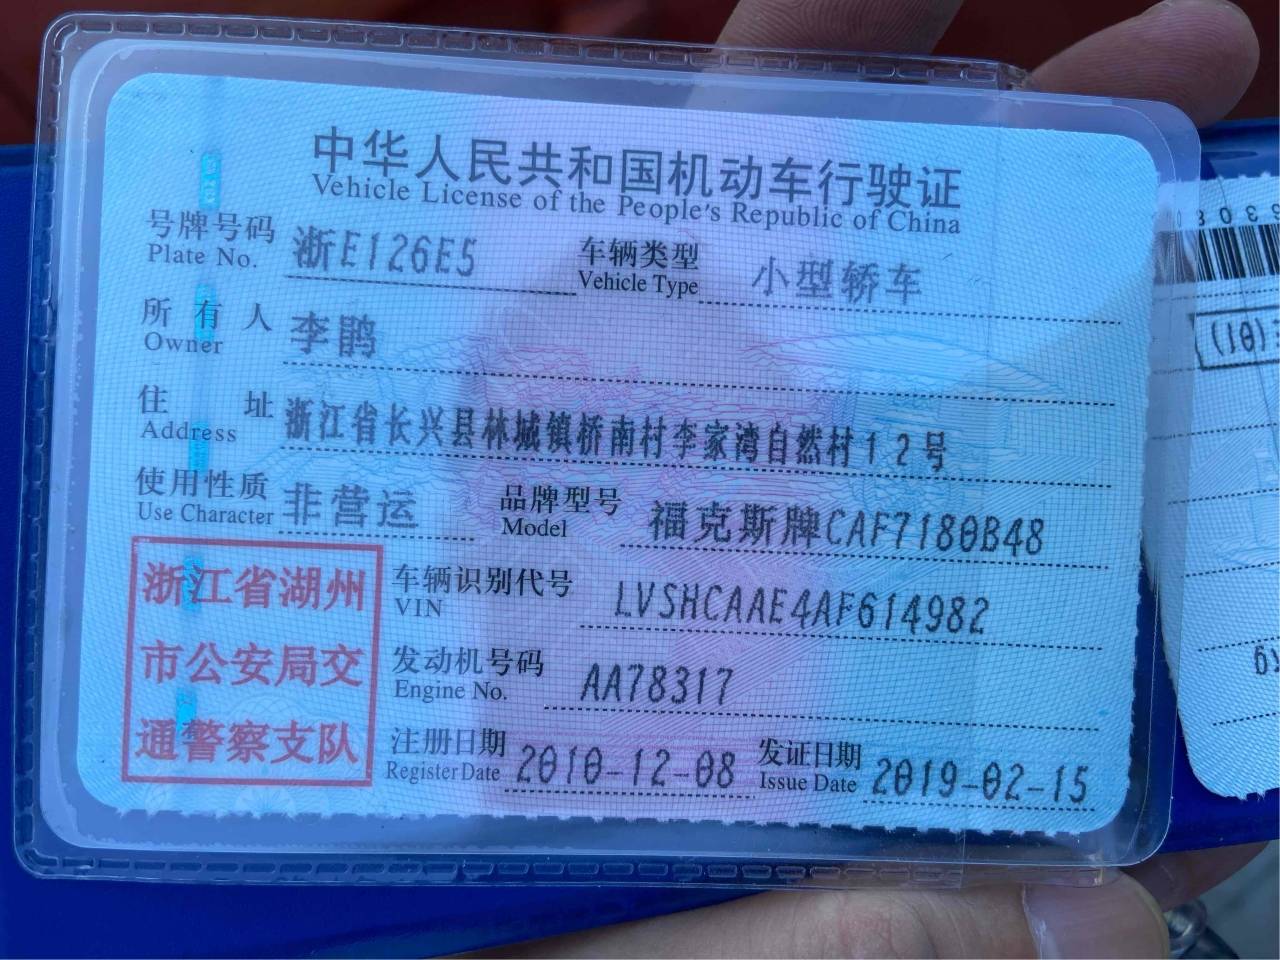 中华人民共和国机动车行驶证
Vehicle License of the People's Republic of China
号牌号码 浙E126E5 车辆类型 小型轿车
Plate No. Vehicle Type
所有人 李鹃
Owner
住址 浙江省长兴县林城镇桥南村李家湾自然村12号
Address
使用性质 非营运 品牌型号 福克斯牌CAF7180B48
Use Character Model
浙江省湖州
市公安局交
通警察支队
车辆识别代号 LVSHCAAE4AF614982
VIN
发动机号码 AA78317
Engine No.
注册日期 2010-12-08 发证日期 2019-02-15
Register Date Issue Date